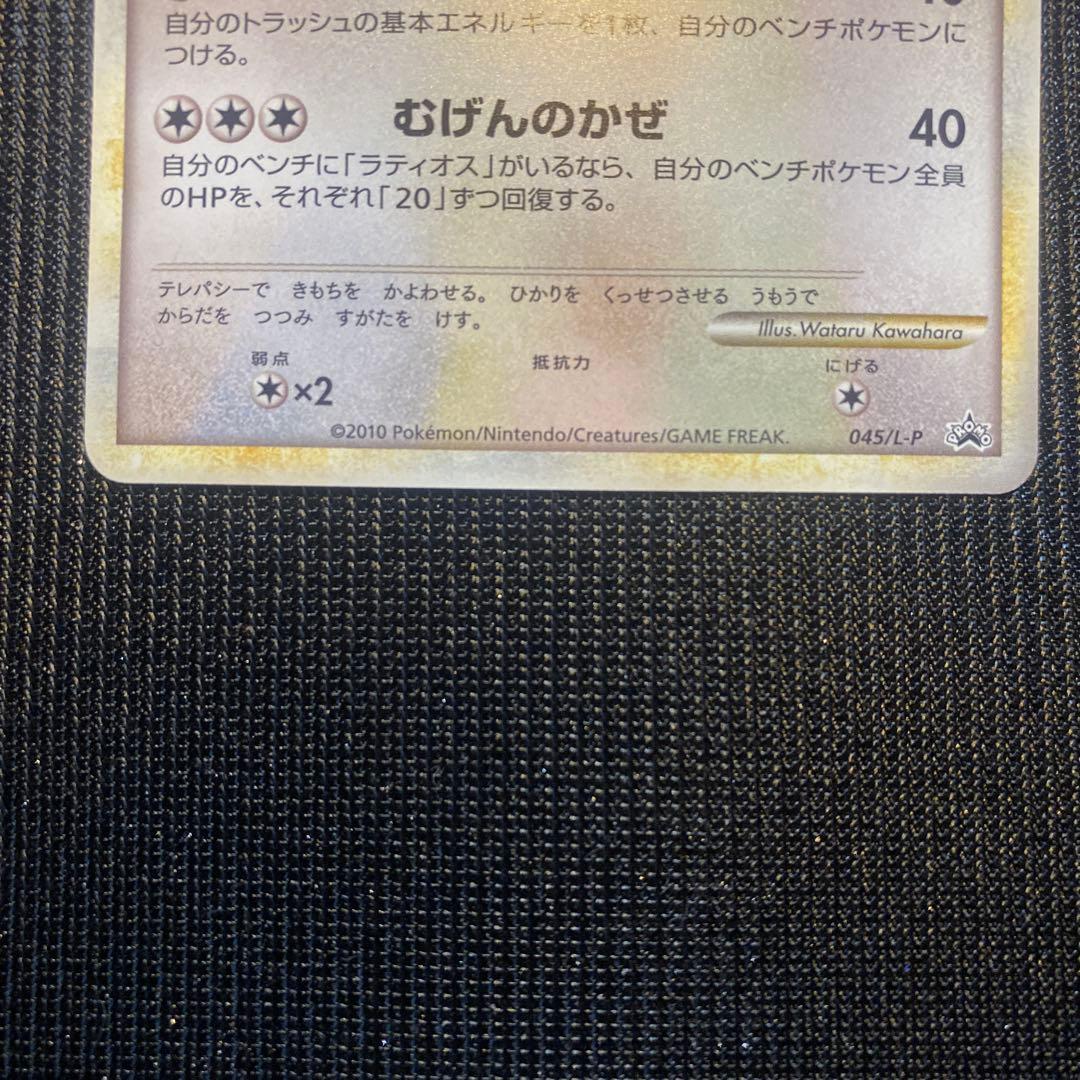 自分のトラッシュの基本エネルギーを1枚、自分のベンチポケモンに
つける。
むげんのかぜ 40
自分のベンチに「ラティオス」がいるなら、自分のベンチポケモン全員
のHPを、それぞれ「20」ずつ回復する。
テレパシーで きもちを かよわせる。 ひかりを くっせつさせる うもうで
からだを つつみ すがたを けす。
Illus. Wataru Kawahara
弱点 抵抗力 にげる
×2
©2010 Pokémon/Nintendo/Creatures/GAME FREAK. 045/L-P PROMO